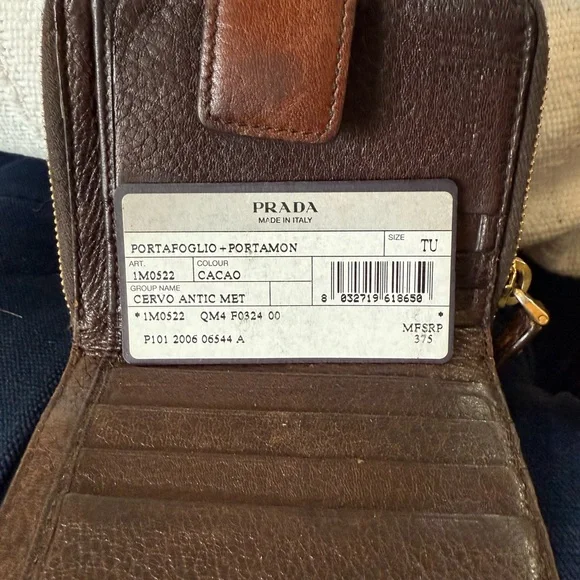 PRADA
MADE IN ITALY
PORTAFOGLIO+PORTAMON
SIZE
TU
ART.
1M0522
COLOUR
CACAO
GROUP NAME
CERVO ANTIC MET
8 032719 618650
*1M0522 QM4 F0324 00 *
P101 2006 06544 A
MFSRP
375